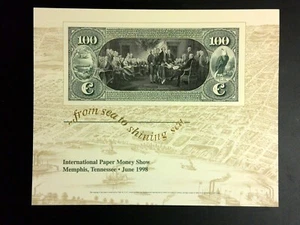 100
100
C
C
from sea to shining sea
International Paper Money Show
Memphis, Tennessee • June 1998